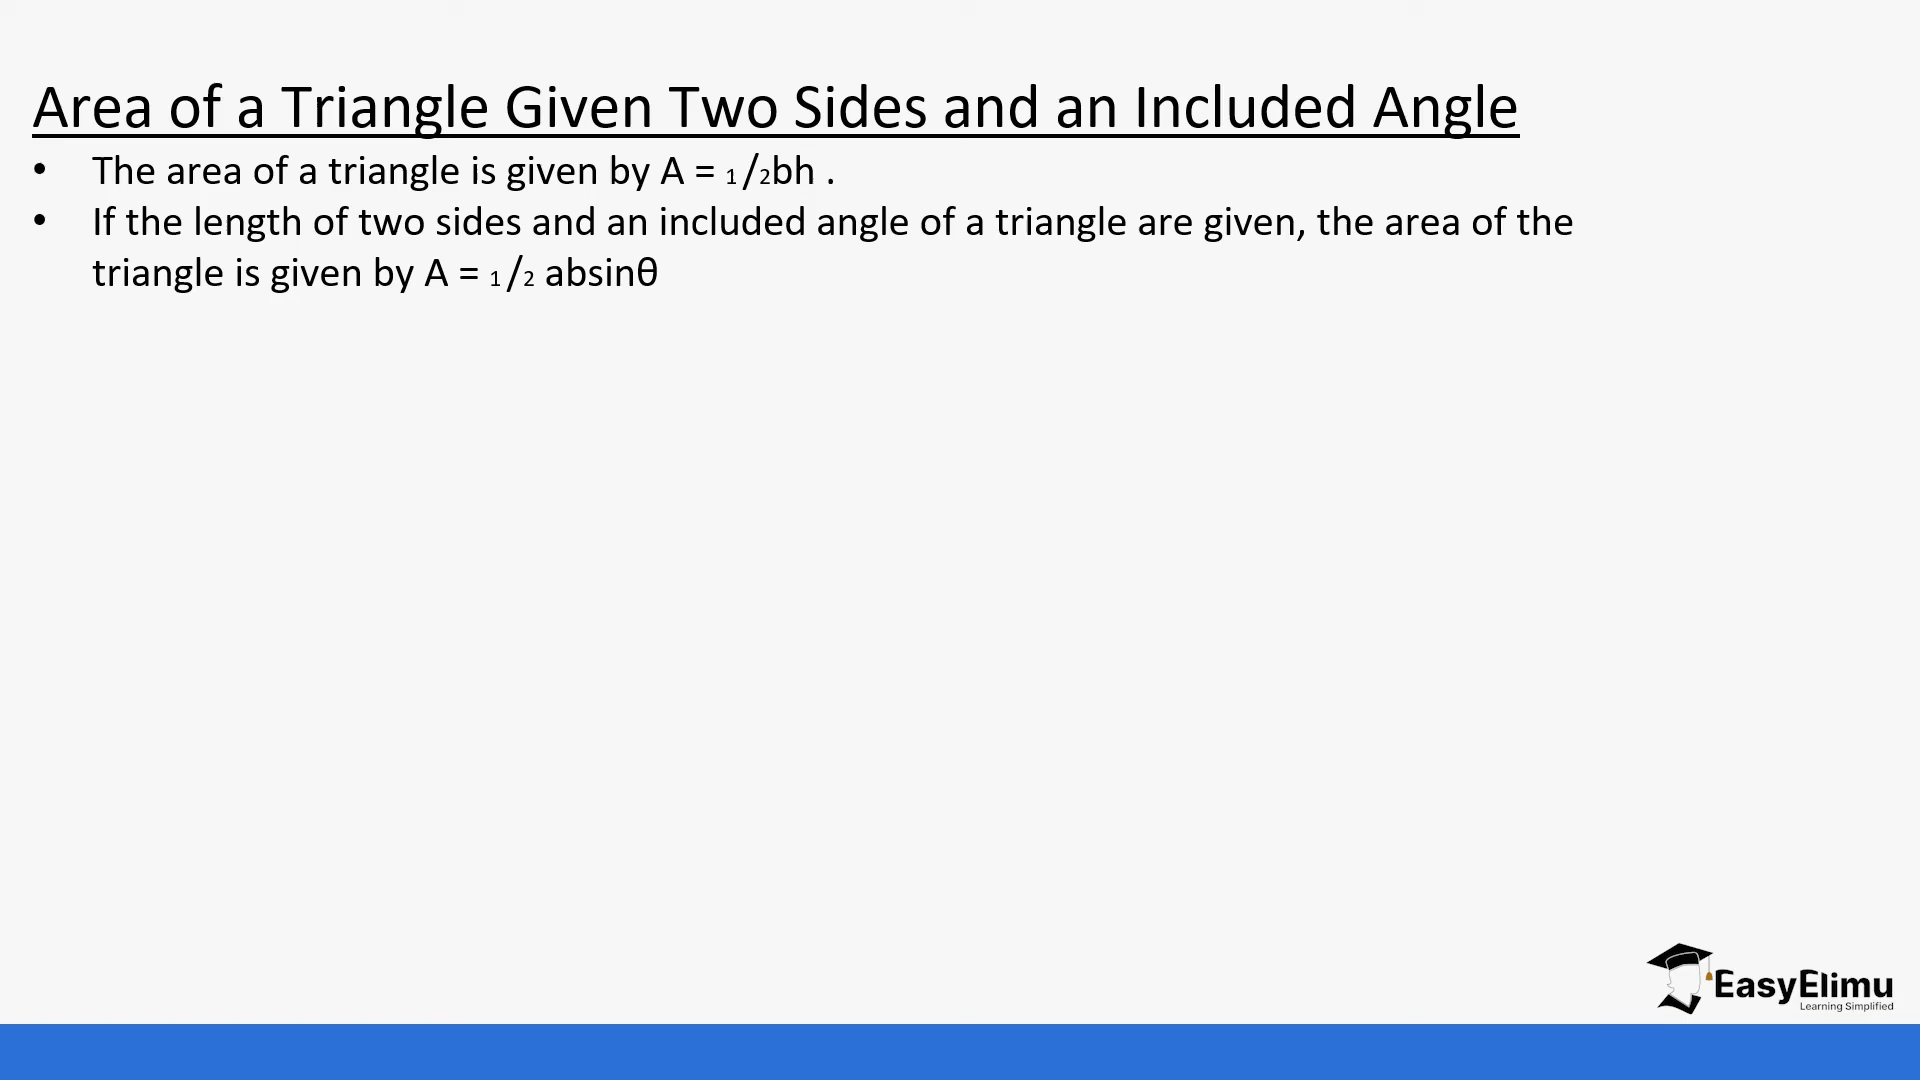 Area of a Triangle Given Two Sides and an Included Angle
• The area of a triangle is given by A = 1/2bh .
• If the length of two sides and an included angle of a triangle are given, the area of the
triangle is given by A = 1/2 absinθ
EasyElimu
Learning Simplified